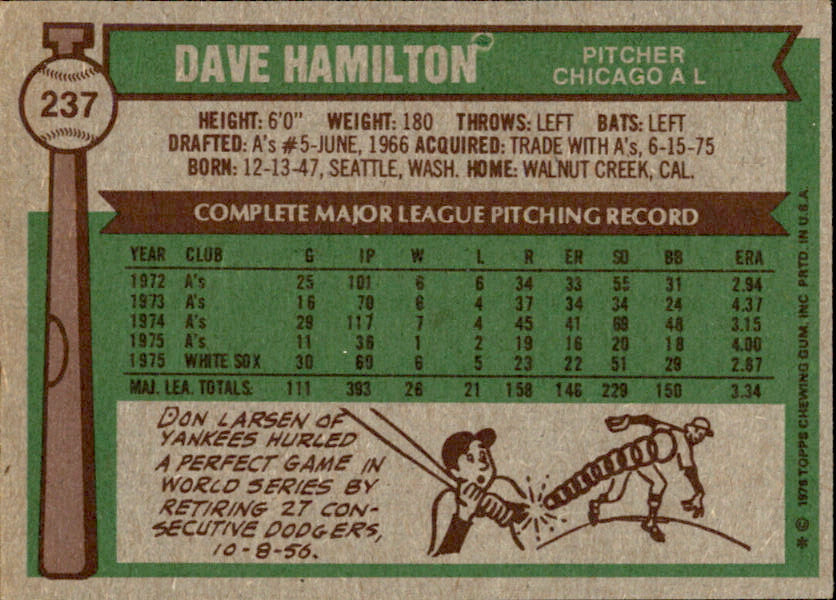 237
DAVE HAMILTON
PITCHER
CHICAGO A L
HEIGHT: 6'0" WEIGHT: 180 THROWS: LEFT BATS: LEFT
DRAFTED: A's #5-JUNE, 1966 ACQUIRED: TRADE WITH A's, 6-15-75
BORN: 12-13-47, SEATTLE, WASH. HOME: WALNUT CREEK, CAL.
COMPLETE MAJOR LEAGUE PITCHING RECORD
YEAR CLUB G IP W L R ER SO BB ERA
1972 A's 25 101 6 6 34 33 55 31 2.94
1973 A's 16 70 6 4 37 34 34 24 4.37
1974 A's 29 117 7 4 45 41 69 48 3.15
1975 A's 11 36 1 2 19 16 20 18 4.00
1975 WHITE SOX 30 69 6 5 23 22 51 29 2.87
MAJ. LEA. TOTALS. 111 393 26 21 158 146 229 150 3.34
DON LARSEN OF
YANKEES HURLED
A PERFECT GAME IN
WORLD SERIES BY
RETIRING 27 CON-
SECUTIVE DODGERS,
10-8-56.
* © 1976 TOPPS CHEWING GUM, INC. PRTD. IN U.S.A.